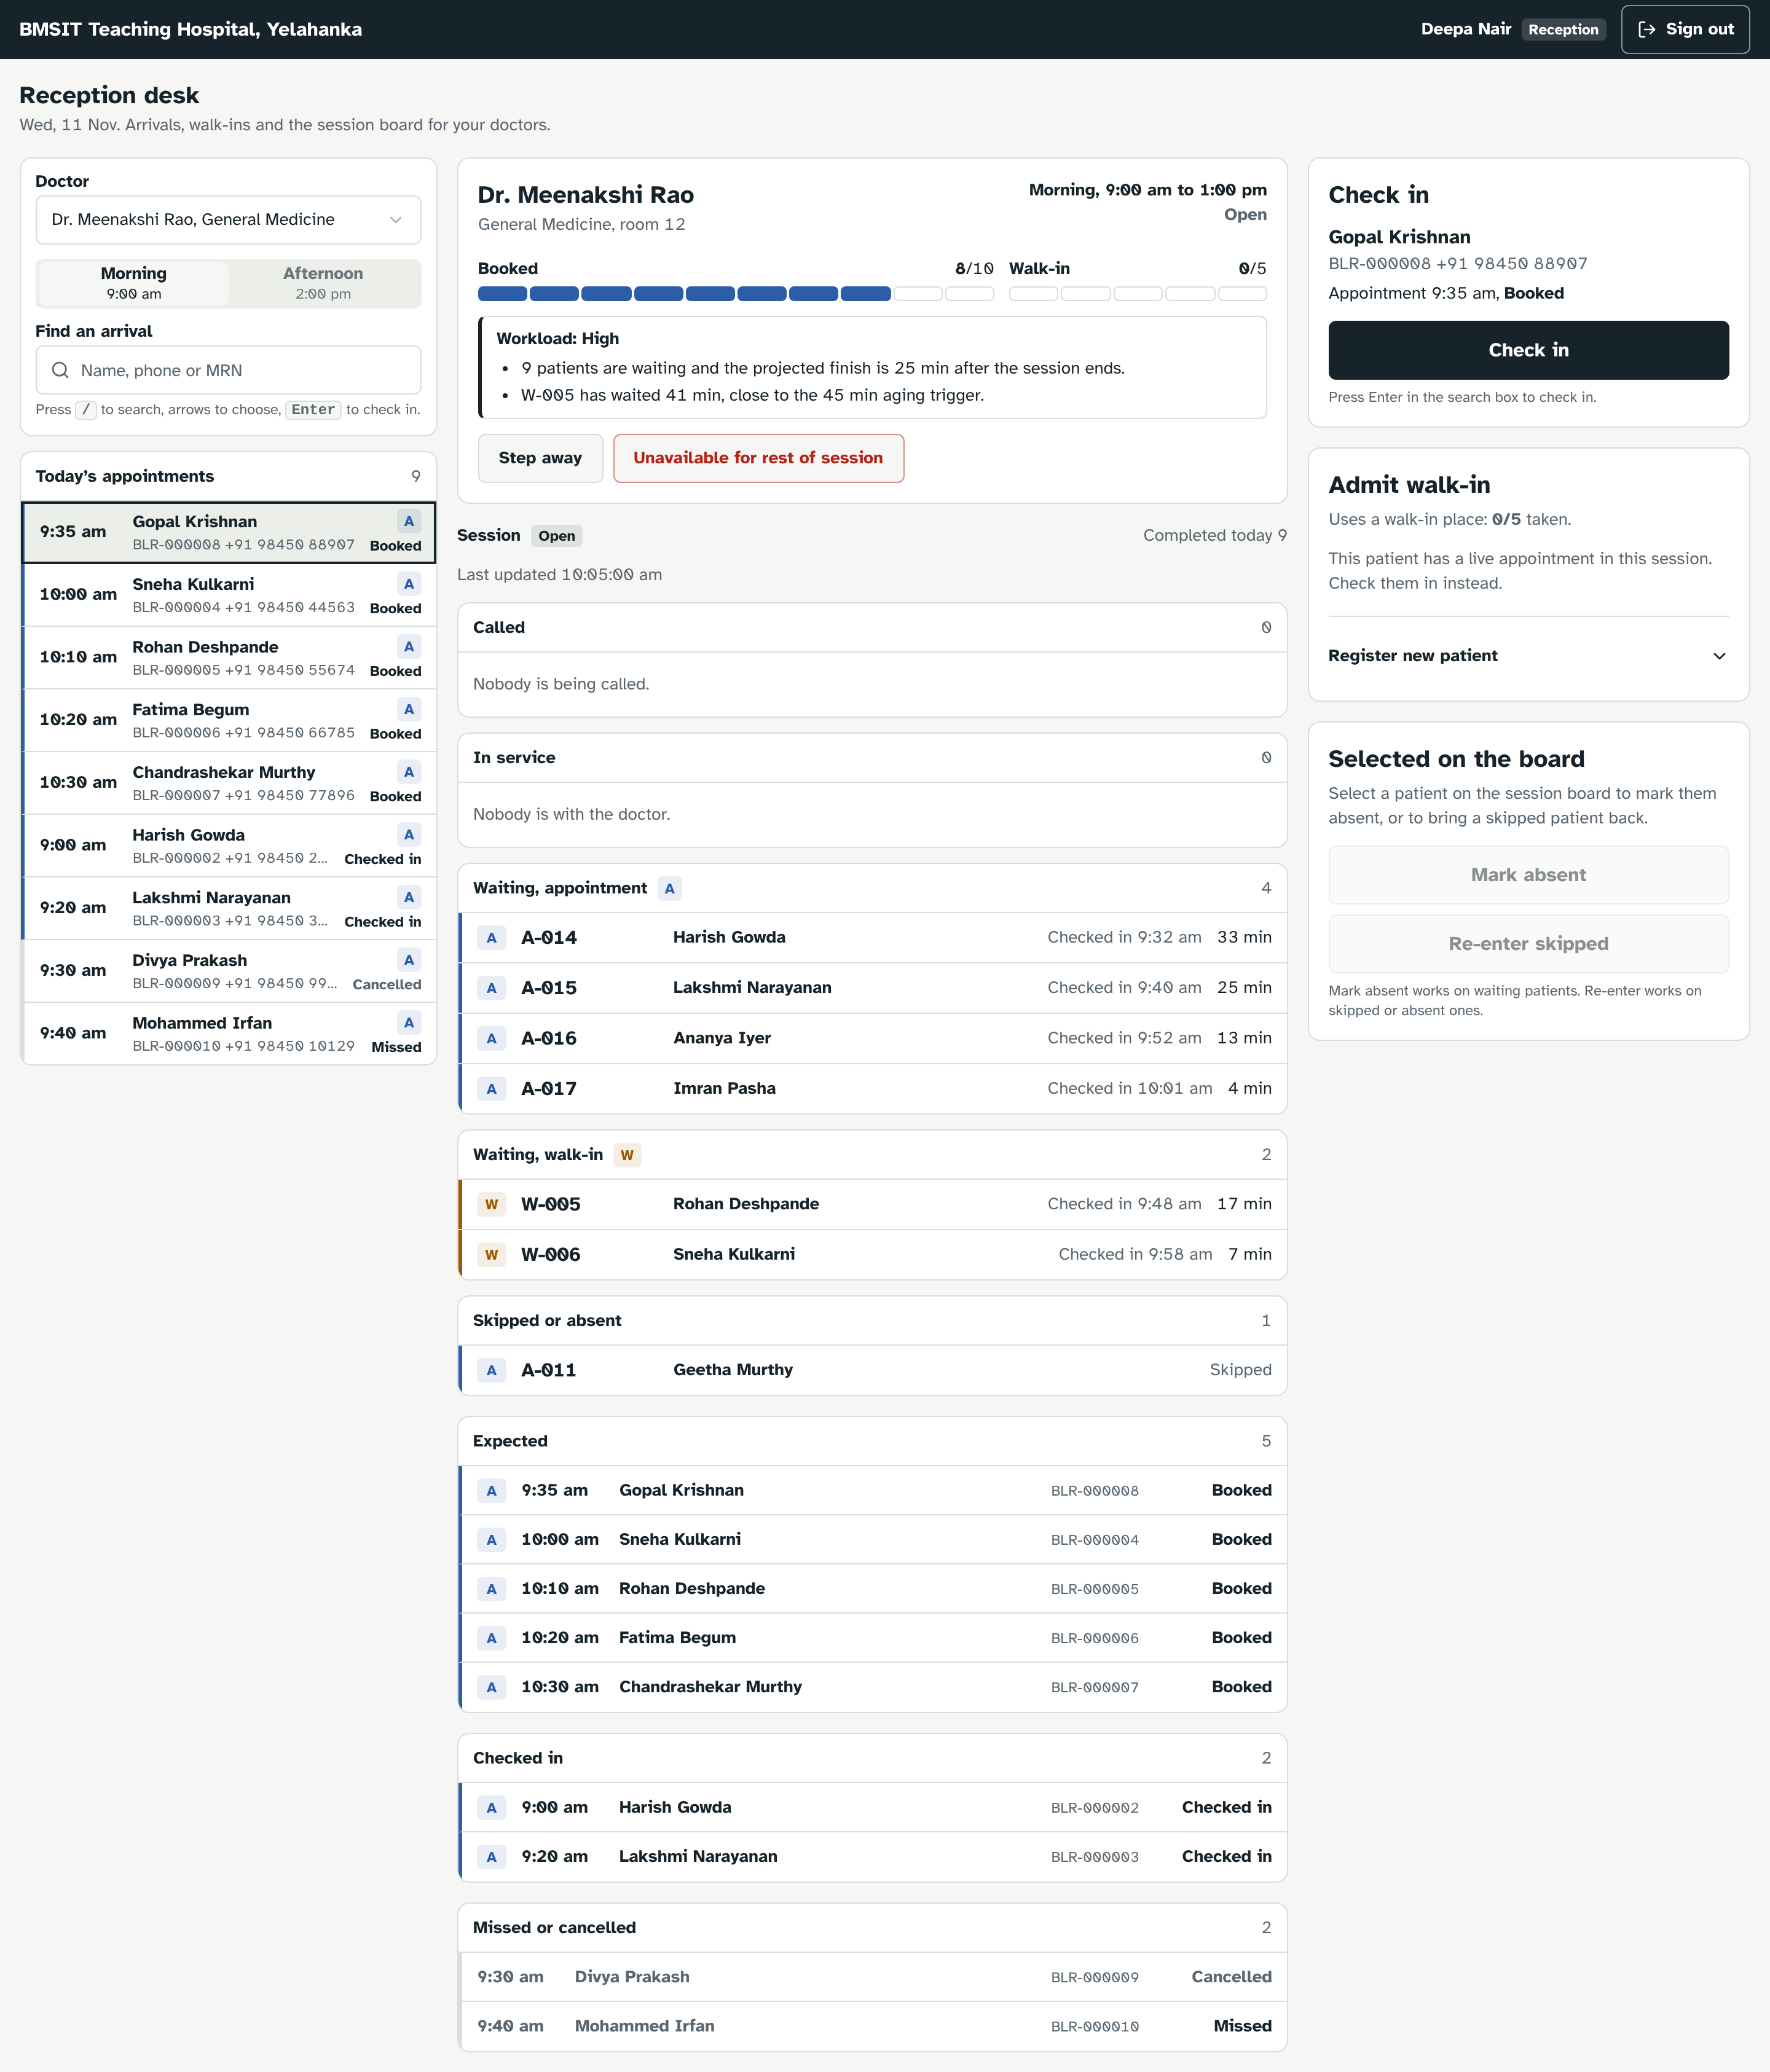 BMSIT Teaching Hospital, Yelahanka
Deepa Nair Reception Sign out
Reception desk
Wed, 11 Nov. Arrivals, walk-ins and the session board for your doctors.
Doctor
Dr. Meenakshi Rao, General Medicine
Morning
9:00 am
Afternoon
2:00 pm
Find an arrival
Name, phone or MRN
Press / to search, arrows to choose, Enter to check in.
Today's appointments 9
9:35 am Gopal Krishnan A
BLR-000008 +91 98450 88907 Booked
10:00 am Sneha Kulkarni A
BLR-000004 +91 98450 44563 Booked
10:10 am Rohan Deshpande A
BLR-000005 +91 98450 55674 Booked
10:20 am Fatima Begum A
BLR-000006 +91 98450 66785 Booked
10:30 am Chandrashekar Murthy A
BLR-000007 +91 98450 77896 Booked
9:00 am Harish Gowda A
BLR-000002 +91 98450 2... Checked in
9:20 am Lakshmi Narayanan A
BLR-000003 +91 98450 3... Checked in
9:30 am Divya Prakash A
BLR-000009 +91 98450 99... Cancelled
9:40 am Mohammed Irfan A
BLR-000010 +91 98450 10129 Missed
Dr. Meenakshi Rao
General Medicine, room 12
Morning, 9:00 am to 1:00 pm
Open
Booked 8/10 Walk-in 0/5
Workload: High
• 9 patients are waiting and the projected finish is 25 min after the session ends.
• W-005 has waited 41 min, close to the 45 min aging trigger.
Step away Unavailable for rest of session
Session Open Completed today 9
Last updated 10:05:00 am
Called 0
Nobody is being called.
In service 0
Nobody is with the doctor.
Waiting, appointment A 4
A A-014 Harish Gowda Checked in 9:32 am 33 min
A A-015 Lakshmi Narayanan Checked in 9:40 am 25 min
A A-016 Ananya Iyer Checked in 9:52 am 13 min
A A-017 Imran Pasha Checked in 10:01 am 4 min
Waiting, walk-in W 2
W W-005 Rohan Deshpande Checked in 9:48 am 17 min
W W-006 Sneha Kulkarni Checked in 9:58 am 7 min
Skipped or absent 1
A A-011 Geetha Murthy Skipped
Expected 5
A 9:35 am Gopal Krishnan BLR-000008 Booked
A 10:00 am Sneha Kulkarni BLR-000004 Booked
A 10:10 am Rohan Deshpande BLR-000005 Booked
A 10:20 am Fatima Begum BLR-000006 Booked
A 10:30 am Chandrashekar Murthy BLR-000007 Booked
Checked in 2
A 9:00 am Harish Gowda BLR-000002 Checked in
A 9:20 am Lakshmi Narayanan BLR-000003 Checked in
Missed or cancelled 2
9:30 am Divya Prakash BLR-000009 Cancelled
9:40 am Mohammed Irfan BLR-000010 Missed
Check in
Gopal Krishnan
BLR-000008 +91 98450 88907
Appointment 9:35 am, Booked
Check in
Press Enter in the search box to check in.
Admit walk-in
Uses a walk-in place: 0/5 taken.
This patient has a live appointment in this session.
Check them in instead.
Register new patient
Selected on the board
Select a patient on the session board to mark them
absent, or to bring a skipped patient back.
Mark absent
Re-enter skipped
Mark absent works on waiting patients. Re-enter works on
skipped or absent ones.